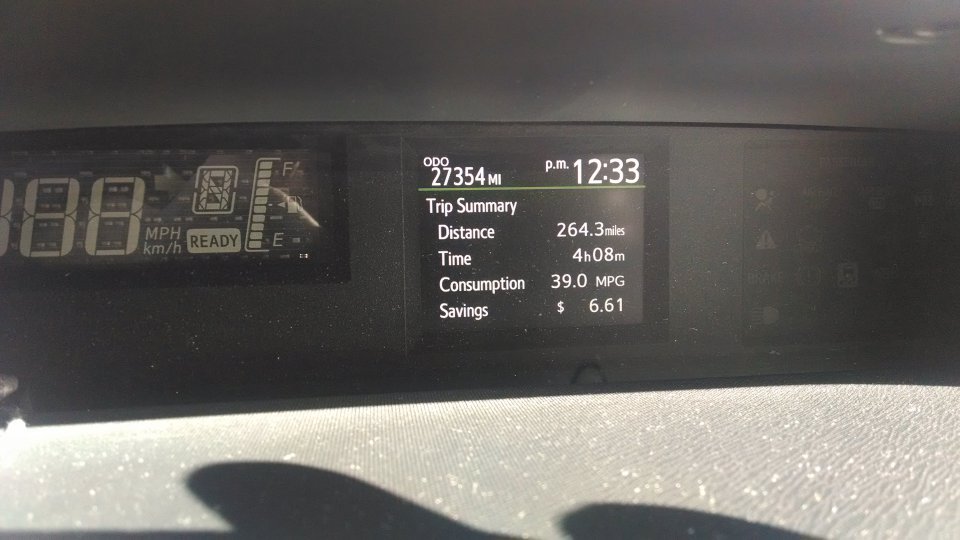 ODO
27354 MI p.m. 12:33
Trip Summary
Distance 264.3 miles
Time 4h08m
Consumption 39.0 MPG
Savings $ 6.61
F
888
MPH
km/h
READY
E